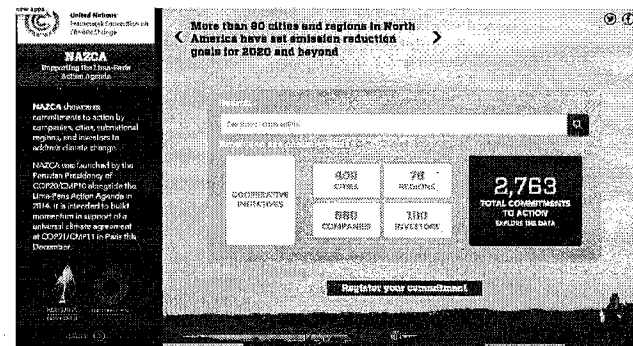 United Nations
Framework Convention on
Climate Change
NAZCA
Supporting the Lima-Paris
Action Agenda
NAZCA showcases
commitments to action by
companies, cities, subnational
regions, and investors to
address climate change.
NAZCA was launched by the
Peruvian Presidency of
COP20/CMP10 alongside the
Lima-Paris Action Agenda in
2014. It is intended to build
momentum in support of a
universal climate agreement
at COP21/CMP11 in Paris this
December.
More than 80 cities and regions in North
America have set emission reduction
goals for 2020 and beyond
Search
COOPERATIVE
INITIATIVES
CITIES
REGIONS
COMPANIES
INVESTORS
2,763
TOTAL COMMITMENTS
TO ACTION
EXPLORE THE DATA
Register your commitment